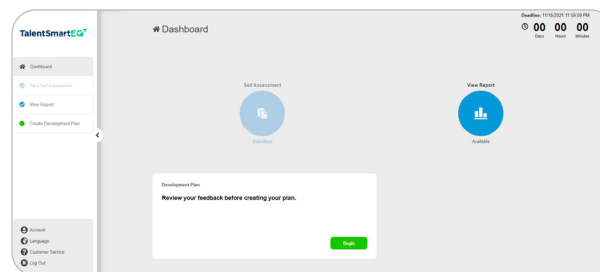 Deadline: 11/16/2021 11:59:59 PM
00 00 00
Days Hours Minutes
TalentSmartEQ
Dashboard
Dashboard
Take Self Assessment
View Report
Create Development Plan
Self Assessment
Submitted
View Report
Available
Development Plan
Review your feedback before creating your plan.
Begin
Account
Language
Customer Service
Log Out